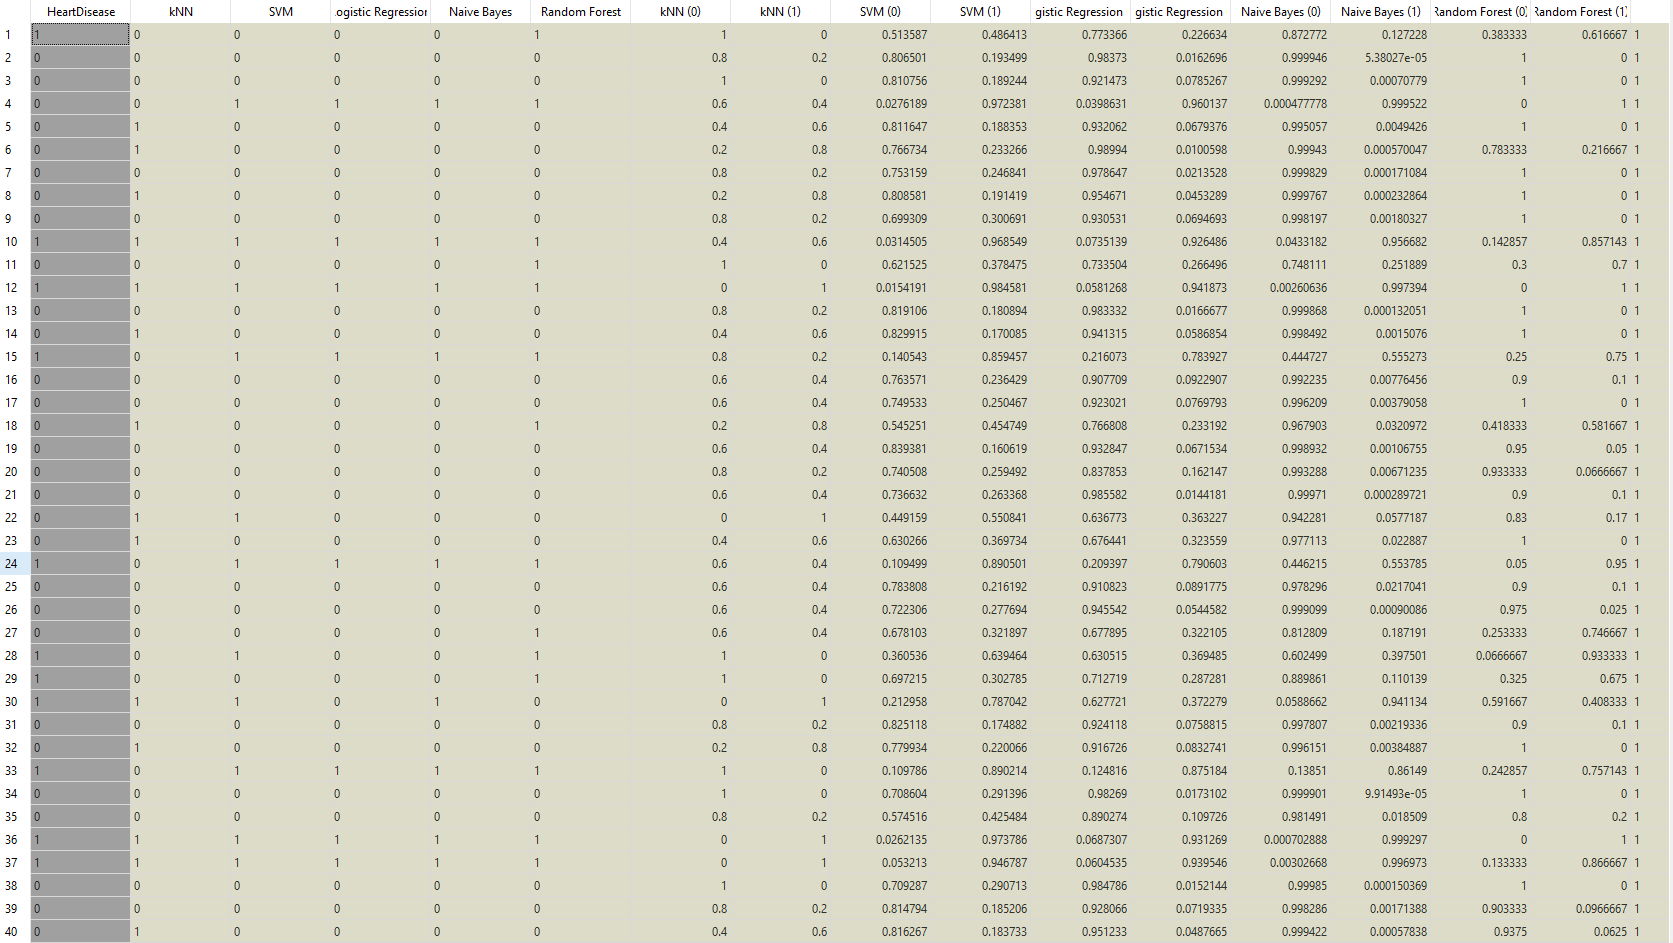 HeartDisease kNN SVM .ogistic Regression Naive Bayes Random Forest kNN (0) kNN (1) SVM (0) SVM (1) gistic Regression gistic Regression Naive Bayes (0) Naive Bayes (1) Random Forest (0) Random Forest (1)
1 1 0 0 0 0 1 1 0 0.513587 0.486413 0.773366 0.226634 0.872772 0.127228 0.383333 0.616667 1
2 0 0 0 0 0 0 0.8 0.2 0.806501 0.193499 0.98373 0.0162696 0.999946 5.38027e-05 1 0 1
3 0 0 0 0 0 0 1 0 0.810756 0.189244 0.921473 0.0785267 0.999292 0.00070779 1 0 1
4 0 0 1 1 1 1 0.6 0.4 0.0276189 0.972381 0.0398631 0.960137 0.000477778 0.999522 0 1 1
5 0 1 0 0 0 0 0.4 0.6 0.811647 0.188353 0.932062 0.0679376 0.995057 0.0049426 1 0 1
6 0 1 0 0 0 0 0.2 0.8 0.766734 0.233266 0.98994 0.0100598 0.99943 0.000570047 0.783333 0.216667 1
7 0 0 0 0 0 0 0.8 0.2 0.753159 0.246841 0.978647 0.0213528 0.999829 0.000171084 1 0 1
8 0 1 0 0 0 0 0.2 0.8 0.808581 0.191419 0.954671 0.0453289 0.999767 0.000232864 1 0 1
9 0 0 0 0 0 0 0.8 0.2 0.699309 0.300691 0.930531 0.0694693 0.998197 0.00180327 1 0 1
10 1 1 1 1 1 1 0.4 0.6 0.0314505 0.968549 0.0735139 0.926486 0.0433182 0.956682 0.142857 0.857143 1
11 0 0 0 0 0 1 1 0 0.621525 0.378475 0.733504 0.266496 0.748111 0.251889 0.3 0.7 1
12 1 1 1 1 1 1 0 1 0.0154191 0.984581 0.0581268 0.941873 0.00260636 0.997394 0 1 1
13 0 0 0 0 0 0 0.8 0.2 0.819106 0.180894 0.983332 0.0166677 0.999868 0.000132051 1 0 1
14 0 1 0 0 0 0 0.4 0.6 0.829915 0.170085 0.941315 0.0586854 0.998492 0.0015076 1 0 1
15 1 0 1 1 1 1 0.8 0.2 0.140543 0.859457 0.216073 0.783927 0.444727 0.555273 0.25 0.75 1
16 0 0 0 0 0 0 0.6 0.4 0.763571 0.236429 0.907709 0.0922907 0.992235 0.00776456 0.9 0.1 1
17 0 0 0 0 0 0 0.6 0.4 0.749533 0.250467 0.923021 0.0769793 0.996209 0.00379058 1 0 1
18 0 1 0 0 0 1 0.2 0.8 0.545251 0.454749 0.766808 0.233192 0.967903 0.0320972 0.418333 0.581667 1
19 0 0 0 0 0 0 0.6 0.4 0.839381 0.160619 0.932847 0.0671534 0.998932 0.00106755 0.95 0.05 1
20 0 0 0 0 0 0 0.8 0.2 0.740508 0.259492 0.837853 0.162147 0.993288 0.00671235 0.933333 0.0666667 1
21 0 0 0 0 0 0 0.6 0.4 0.736632 0.263368 0.985582 0.0144181 0.99971 0.000289721 0.9 0.1 1
22 0 1 1 0 0 0 0 1 0.449159 0.550841 0.636773 0.363227 0.942281 0.0577187 0.83 0.17 1
23 0 1 0 0 0 0 0.4 0.6 0.630266 0.369734 0.676441 0.323559 0.977113 0.022887 1 0 1
24 1 0 1 1 1 1 0.6 0.4 0.109499 0.890501 0.209397 0.790603 0.446215 0.553785 0.05 0.95 1
25 0 0 0 0 0 0 0.6 0.4 0.783808 0.216192 0.910823 0.0891775 0.978296 0.0217041 0.9 0.1 1
26 0 0 0 0 0 0 0.6 0.4 0.722306 0.277694 0.945542 0.0544582 0.999099 0.00090086 0.975 0.025 1
27 0 0 0 0 0 1 0.6 0.4 0.678103 0.321897 0.677895 0.322105 0.812809 0.187191 0.253333 0.746667 1
28 1 0 1 0 0 1 1 0 0.360536 0.639464 0.630515 0.369485 0.602499 0.397501 0.0666667 0.933333 1
29 1 0 0 0 0 1 1 0 0.697215 0.302785 0.712719 0.287281 0.889861 0.110139 0.325 0.675 1
30 1 1 1 0 1 0 0 1 0.212958 0.787042 0.627721 0.372279 0.0588662 0.941134 0.591667 0.408333 1
31 0 0 0 0 0 0 0.8 0.2 0.825118 0.174882 0.924118 0.0758815 0.997807 0.00219336 0.9 0.1 1
32 0 1 0 0 0 0 0.2 0.8 0.779934 0.220066 0.916726 0.0832741 0.996151 0.00384887 1 0 1
33 1 0 1 1 1 1 1 0 0.109786 0.890214 0.124816 0.875184 0.13851 0.86149 0.242857 0.757143 1
34 0 0 0 0 0 0 1 0 0.708604 0.291396 0.98269 0.0173102 0.999901 9.91493e-05 1 0 1
35 0 0 0 0 0 0 0.8 0.2 0.574516 0.425484 0.890274 0.109726 0.981491 0.018509 0.8 0.2 1
36 1 1 1 1 1 1 0 1 0.0262135 0.973786 0.0687307 0.931269 0.000702888 0.999297 0 1 1
37 1 1 1 1 1 1 0 1 0.053213 0.946787 0.0604535 0.939546 0.00302668 0.996973 0.133333 0.866667 1
38 0 0 0 0 0 0 1 0 0.709287 0.290713 0.984786 0.0152144 0.99985 0.000150369 1 0 1
39 0 0 0 0 0 0 0.8 0.2 0.814794 0.185206 0.928066 0.0719335 0.998286 0.00171388 0.903333 0.0966667 1
40 0 1 0 0 0 0 0.4 0.6 0.816267 0.183733 0.951233 0.0487665 0.999422 0.00057838 0.9375 0.0625 1